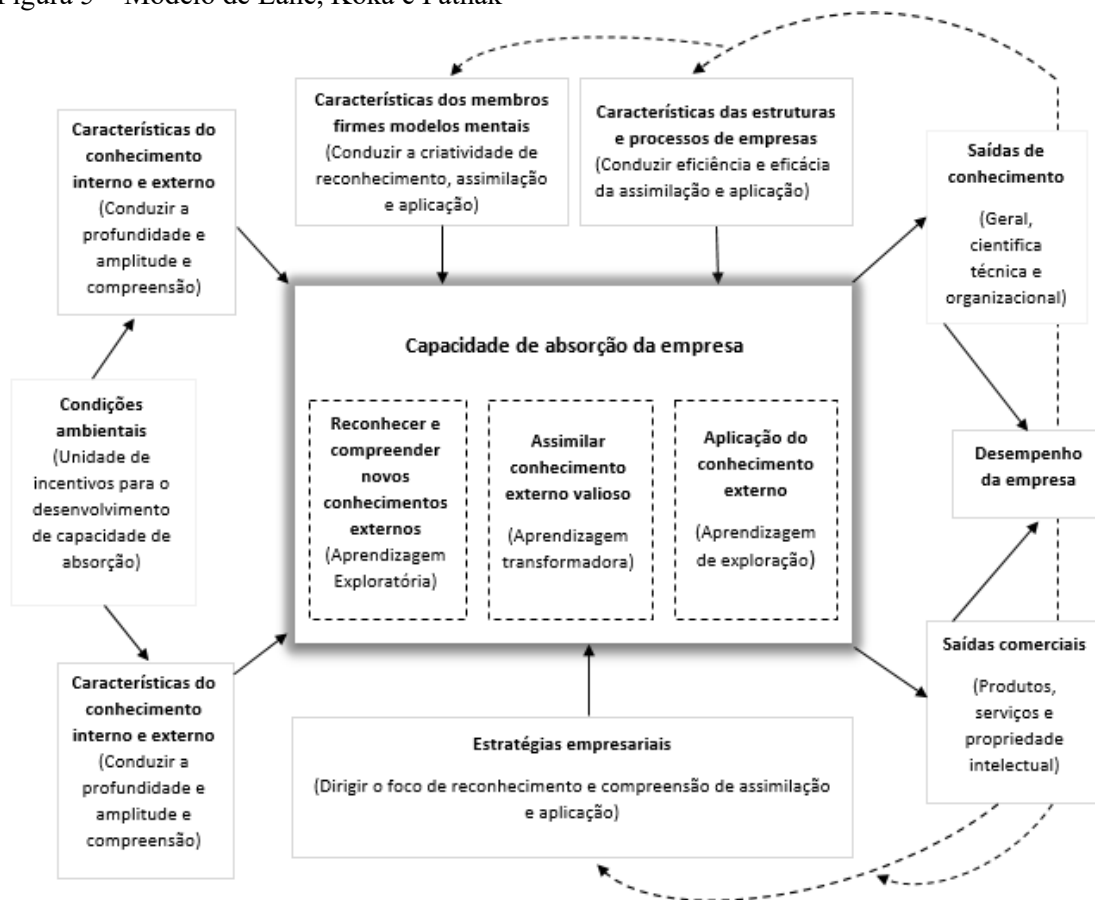 Figura 5 – Modelo de Lane, Koka e Pathak
Características do
conhecimento
interno e externo
(Conduzir a
profundidade e
amplitude e
compreensão)
Características dos membros
firmes modelos mentais
(Conduzir a criatividade de
reconhecimento, assimilação
e aplicação)
Características das estruturas
e processos de empresas
(Conduzir eficiência e eficácia
da assimilação e aplicação)
Saídas de
conhecimento
(Geral,
cientifica
técnica e
organizacional)
Condições
ambientais
(Unidade de
incentivos para o
desenvolvimento
de capacidade de
absorção)
Capacidade de absorção da empresa
Reconhecer e
compreender
novos
conhecimentos
externos
(Aprendizagem
Exploratória)
Assimilar
conhecimento
externo valioso
(Aprendizagem
transformadora)
Aplicação do
conhecimento
externo
(Aprendizagem
de exploração)
Desempenho
da empresa
Características do
conhecimento
interno e externo
(Conduzir a
profundidade e
amplitude e
compreensão)
Estratégias empresariais
(Dirigir o foco de reconhecimento e compreensão de assimilação
e aplicação)
Saídas comerciais
(Produtos,
serviços e
propriedade
intelectual)